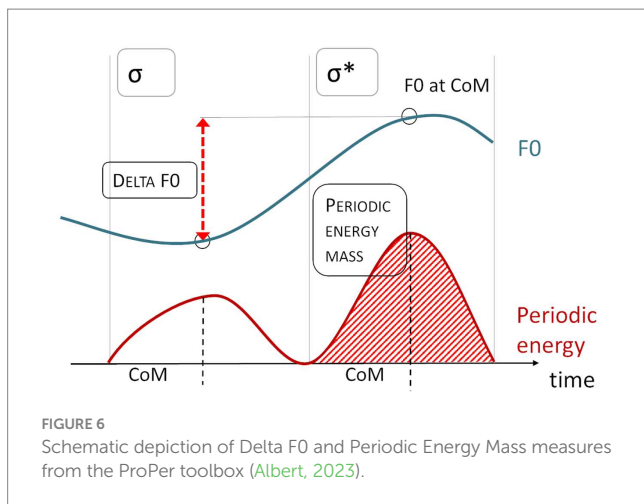 σ
σ*
F0 at CoM
F0
DELTA F0
PERIODIC
ENERGY
MASS
Periodic
energy
CoM
CoM
time
FIGURE 6
Schematic depiction of Delta F0 and Periodic Energy Mass measures
from the ProPer toolbox (Albert, 2023).